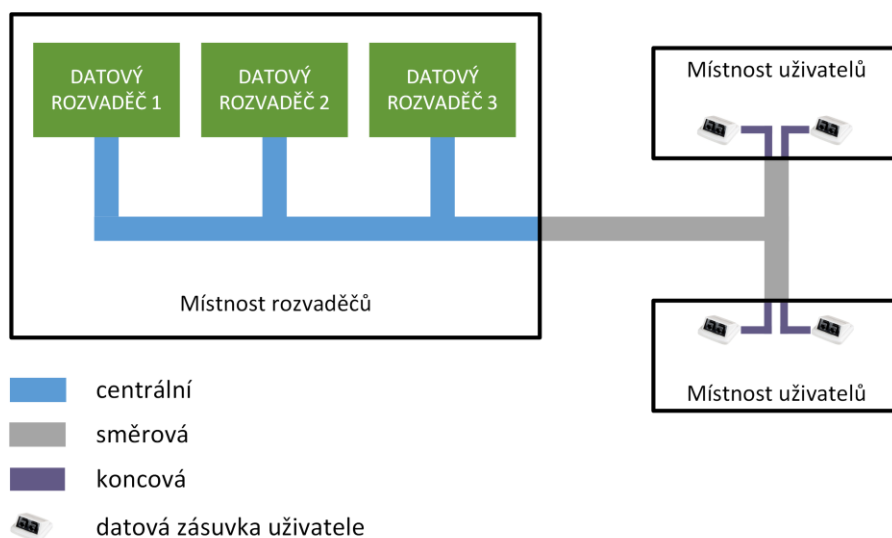 DATOVÝ
ROZVADĚČ 1
DATOVÝ
ROZVADĚČ 2
DATOVÝ
ROZVADĚČ 3
Místnost uživatelů
Místnost rozvaděčů
Místnost uživatelů
centrální
směrová
koncová
datová zásuvka uživatele